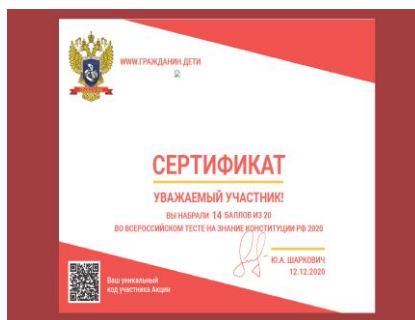 WWW.ГРАЖДАНИН.ДЕТИ
СЕРТИФИКАТ
УВАЖАЕМЫЙ УЧАСТНИК!
ВЫ НАБРАЛИ 14 БАЛЛОВ ИЗ 20
ВО ВСЕРОССИЙСКОМ ТЕСТЕ НА ЗНАНИЕ КОНСТИТУЦИИ РФ 2020
Ю.А. ШАРКОВИЧ
12.12.2020
Ваш уникальный
код участника Акции